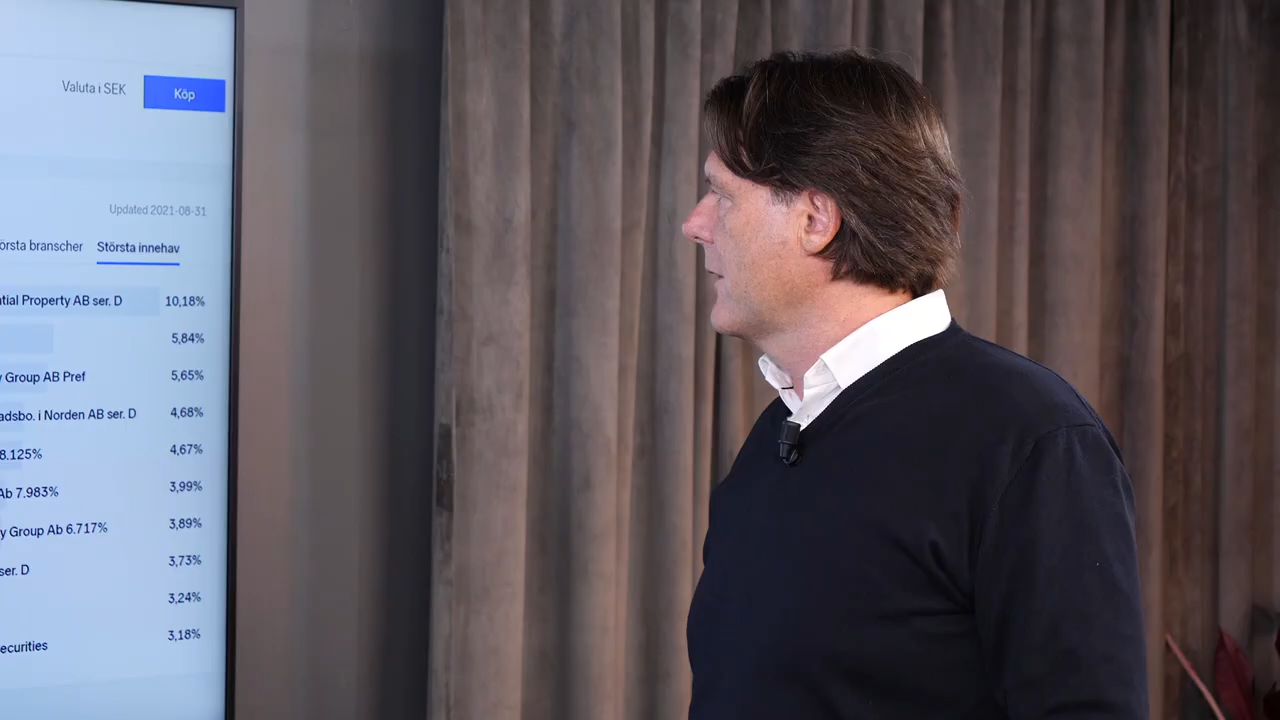 Valuta i SEK Köp
Updated 2021-08-31
örsta branscher Största innehav
tial Property AB ser. D 10,18%
5,84%
y Group AB Pref 5,65%
adsbo. i Norden AB ser. D 4,68%
8.125% 4,67%
Ab 7.983% 3,99%
y Group Ab 6.717% 3,89%
ser. D 3,73%
3,24%
ecurities 3,18%